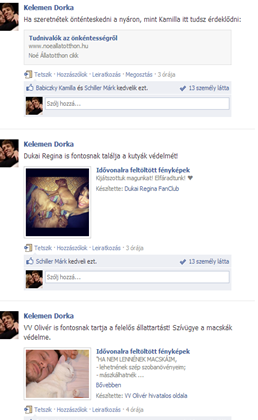 Kelemen Dorka
Ha szeretnétek önténteskedni a nyáron, mint Kamilla itt tudsz érdeklődni:
Tudnivalók az önkéntességről
www.noeallatotthon.hu
Noé Állatotthon cikk
Tetszik · Hozzászólok · Leiratkozás · Megosztás · 3 órája
Babiczky Kamilla és Schiller Márk kedvelik ezt. 13 személy látta
Szólj hozzá...
Kelemen Dorka
Dukai Regina is fontosnak találja a kutyák védelmét!
Idővonalra feltöltött fényképek
Kijátszottuk magunkat! Elfáradtunk! ♥
Készítette: Dukai Regina FanClub
Tetszik · Hozzászólok · Leiratkozás · 3 órája
Schiller Márk kedveli ezt. 13 személy látta
Szólj hozzá...
Kelemen Dorka
VV Olivér is fontosnak tartja a felelős állattartást! Szívügye a macskák
védelme.
Idővonalra feltöltött fényképek
"HA NEM LENNÉNEK MACSKÁIM,
- lehetnének szép szobanövényeim;
- mászkálhatnék ...
Bővebben
Készítette: VV Olivér hivatalos oldala
Tetszik · Hozzászólok · Leiratkozás · 4 órája